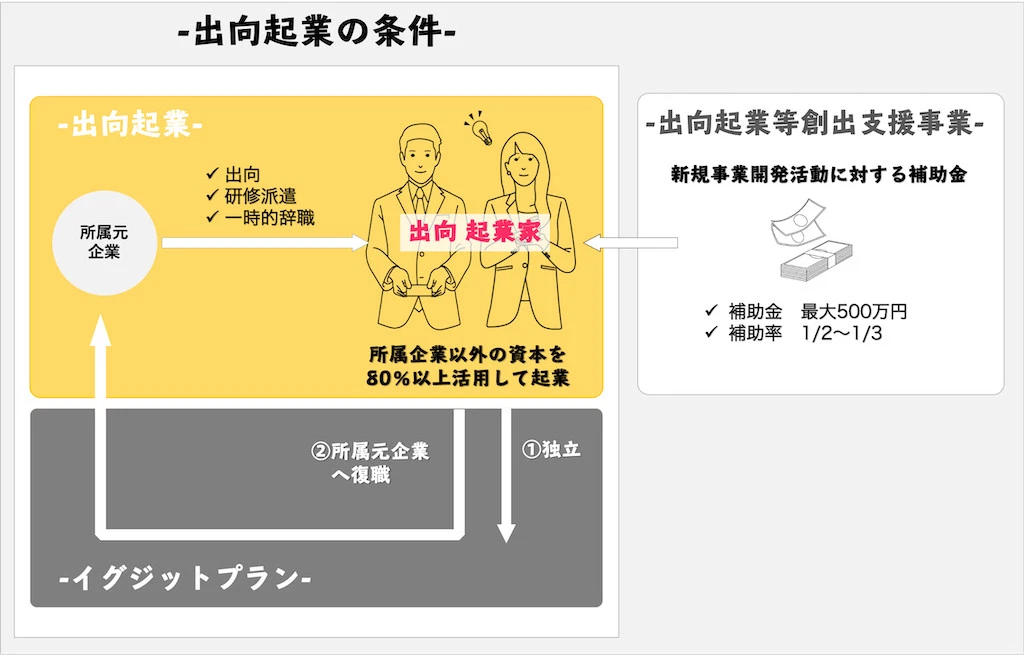 -出向起業の条件-
-出向起業-
✓ 出向
✓ 研修派遣
✓ 一時的辞職
所属元
企業
出向 起業家
所属企業以外の資本を
80%以上活用して起業
-出向起業等創出支援事業-
新規事業開発活動に対する補助金
✓ 補助金 最大500万円
✓ 補助率 1/2〜1/3
②所属元企業
へ復職
①独立
-イグジットプラン-